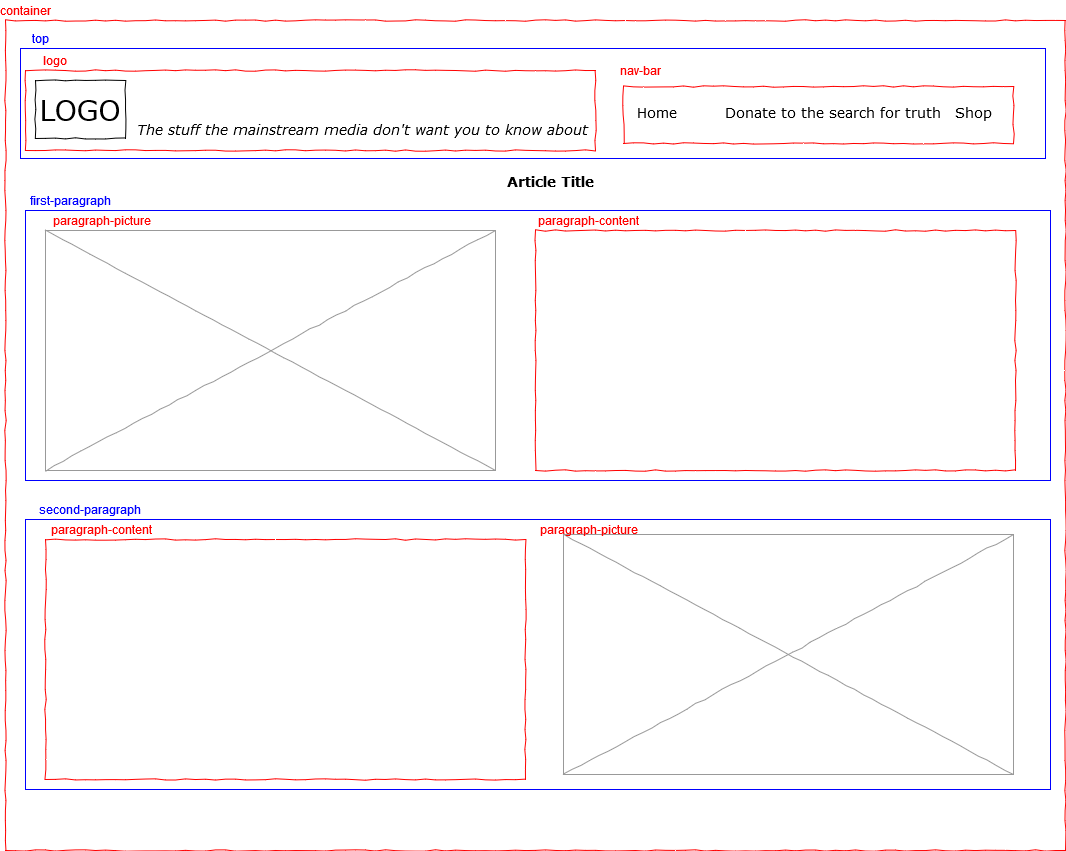 container
top
logo
nav-bar
LOGO
The stuff the mainstream media don't want you to know about
Home Donate to the search for truth Shop
Article Title
first-paragraph
paragraph-picture paragraph-content
second-paragraph
paragraph-content paragraph-picture